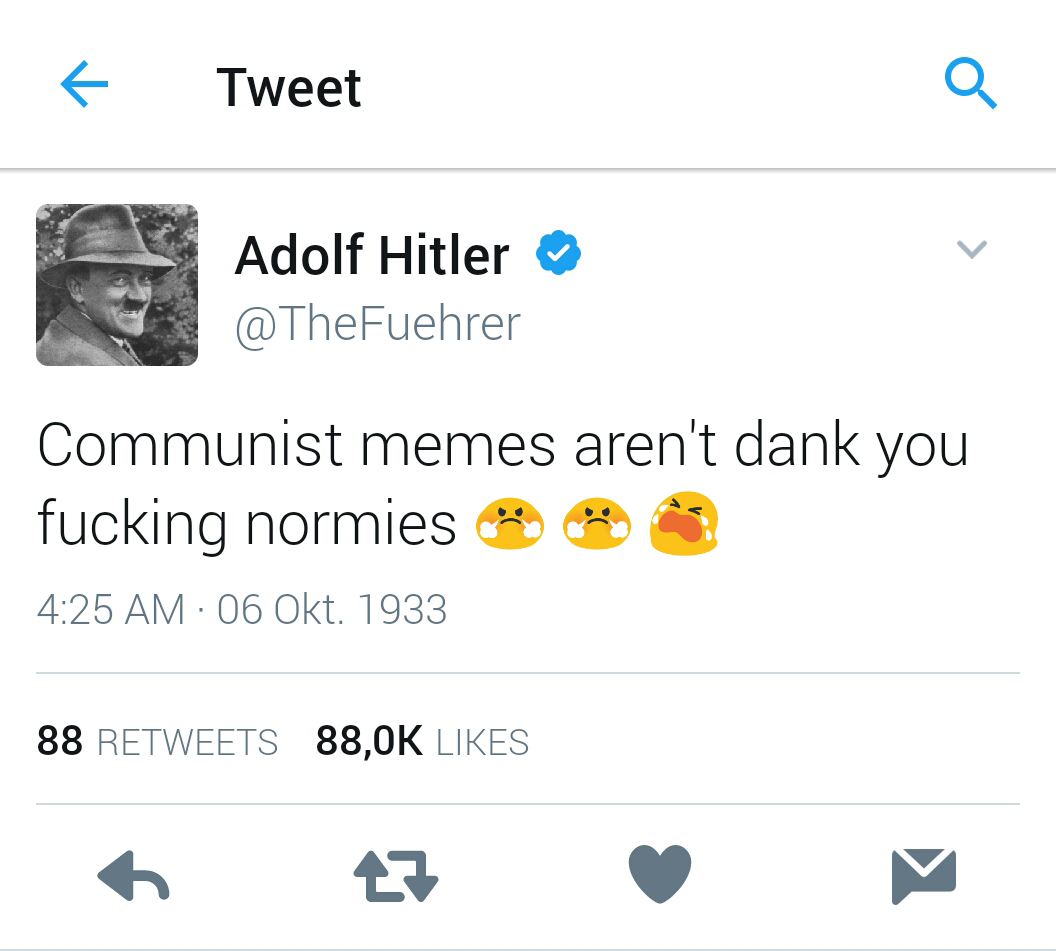 Tweet
Adolf Hitler
@TheFuehrer
Communist memes aren't dank you
fucking normies 😤 😤 😭
4:25 AM · 06 Okt. 1933
88 RETWEETS 88,0K LIKES